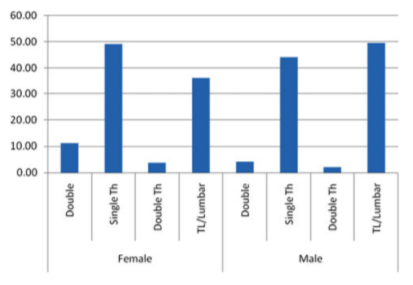 60.00
50.00
40.00
30.00
20.00
10.00
0.00
Double
Single Th
Double Th
TL/Lumbar
Double
Single Th
Double Th
TL/Lumbar
Female
Male